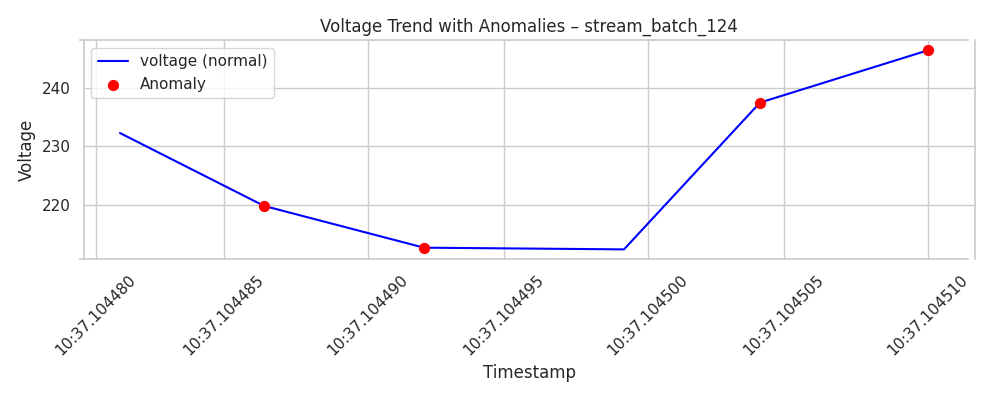 Voltage Trend with Anomalies – stream_batch_124
voltage (normal)
Anomaly
Voltage
240
230
220
10:37.104480
10:37.104485
10:37.104490
10:37.104495
10:37.104500
10:37.104505
10:37.104510
Timestamp